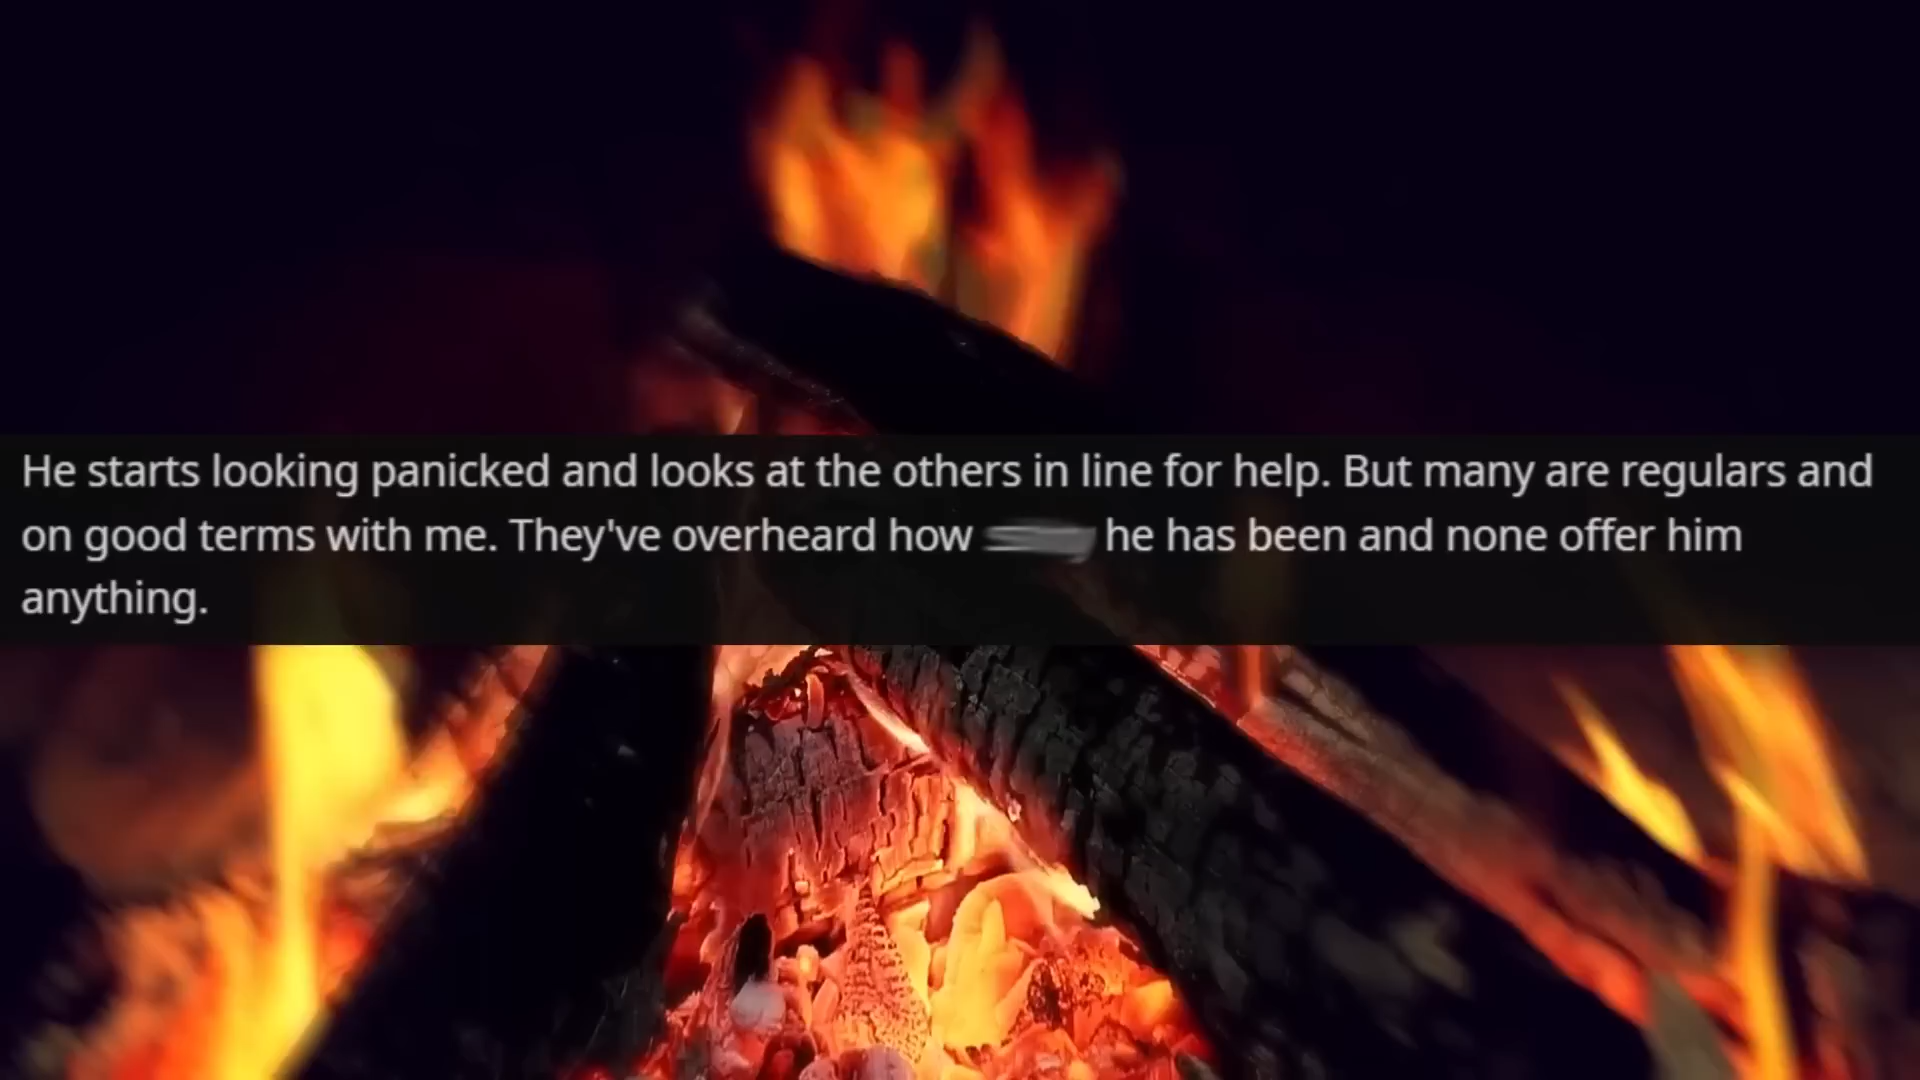 He starts looking panicked and looks at the others in line for help. But many are regulars and
on good terms with me. They've overheard how he has been and none offer him
anything.